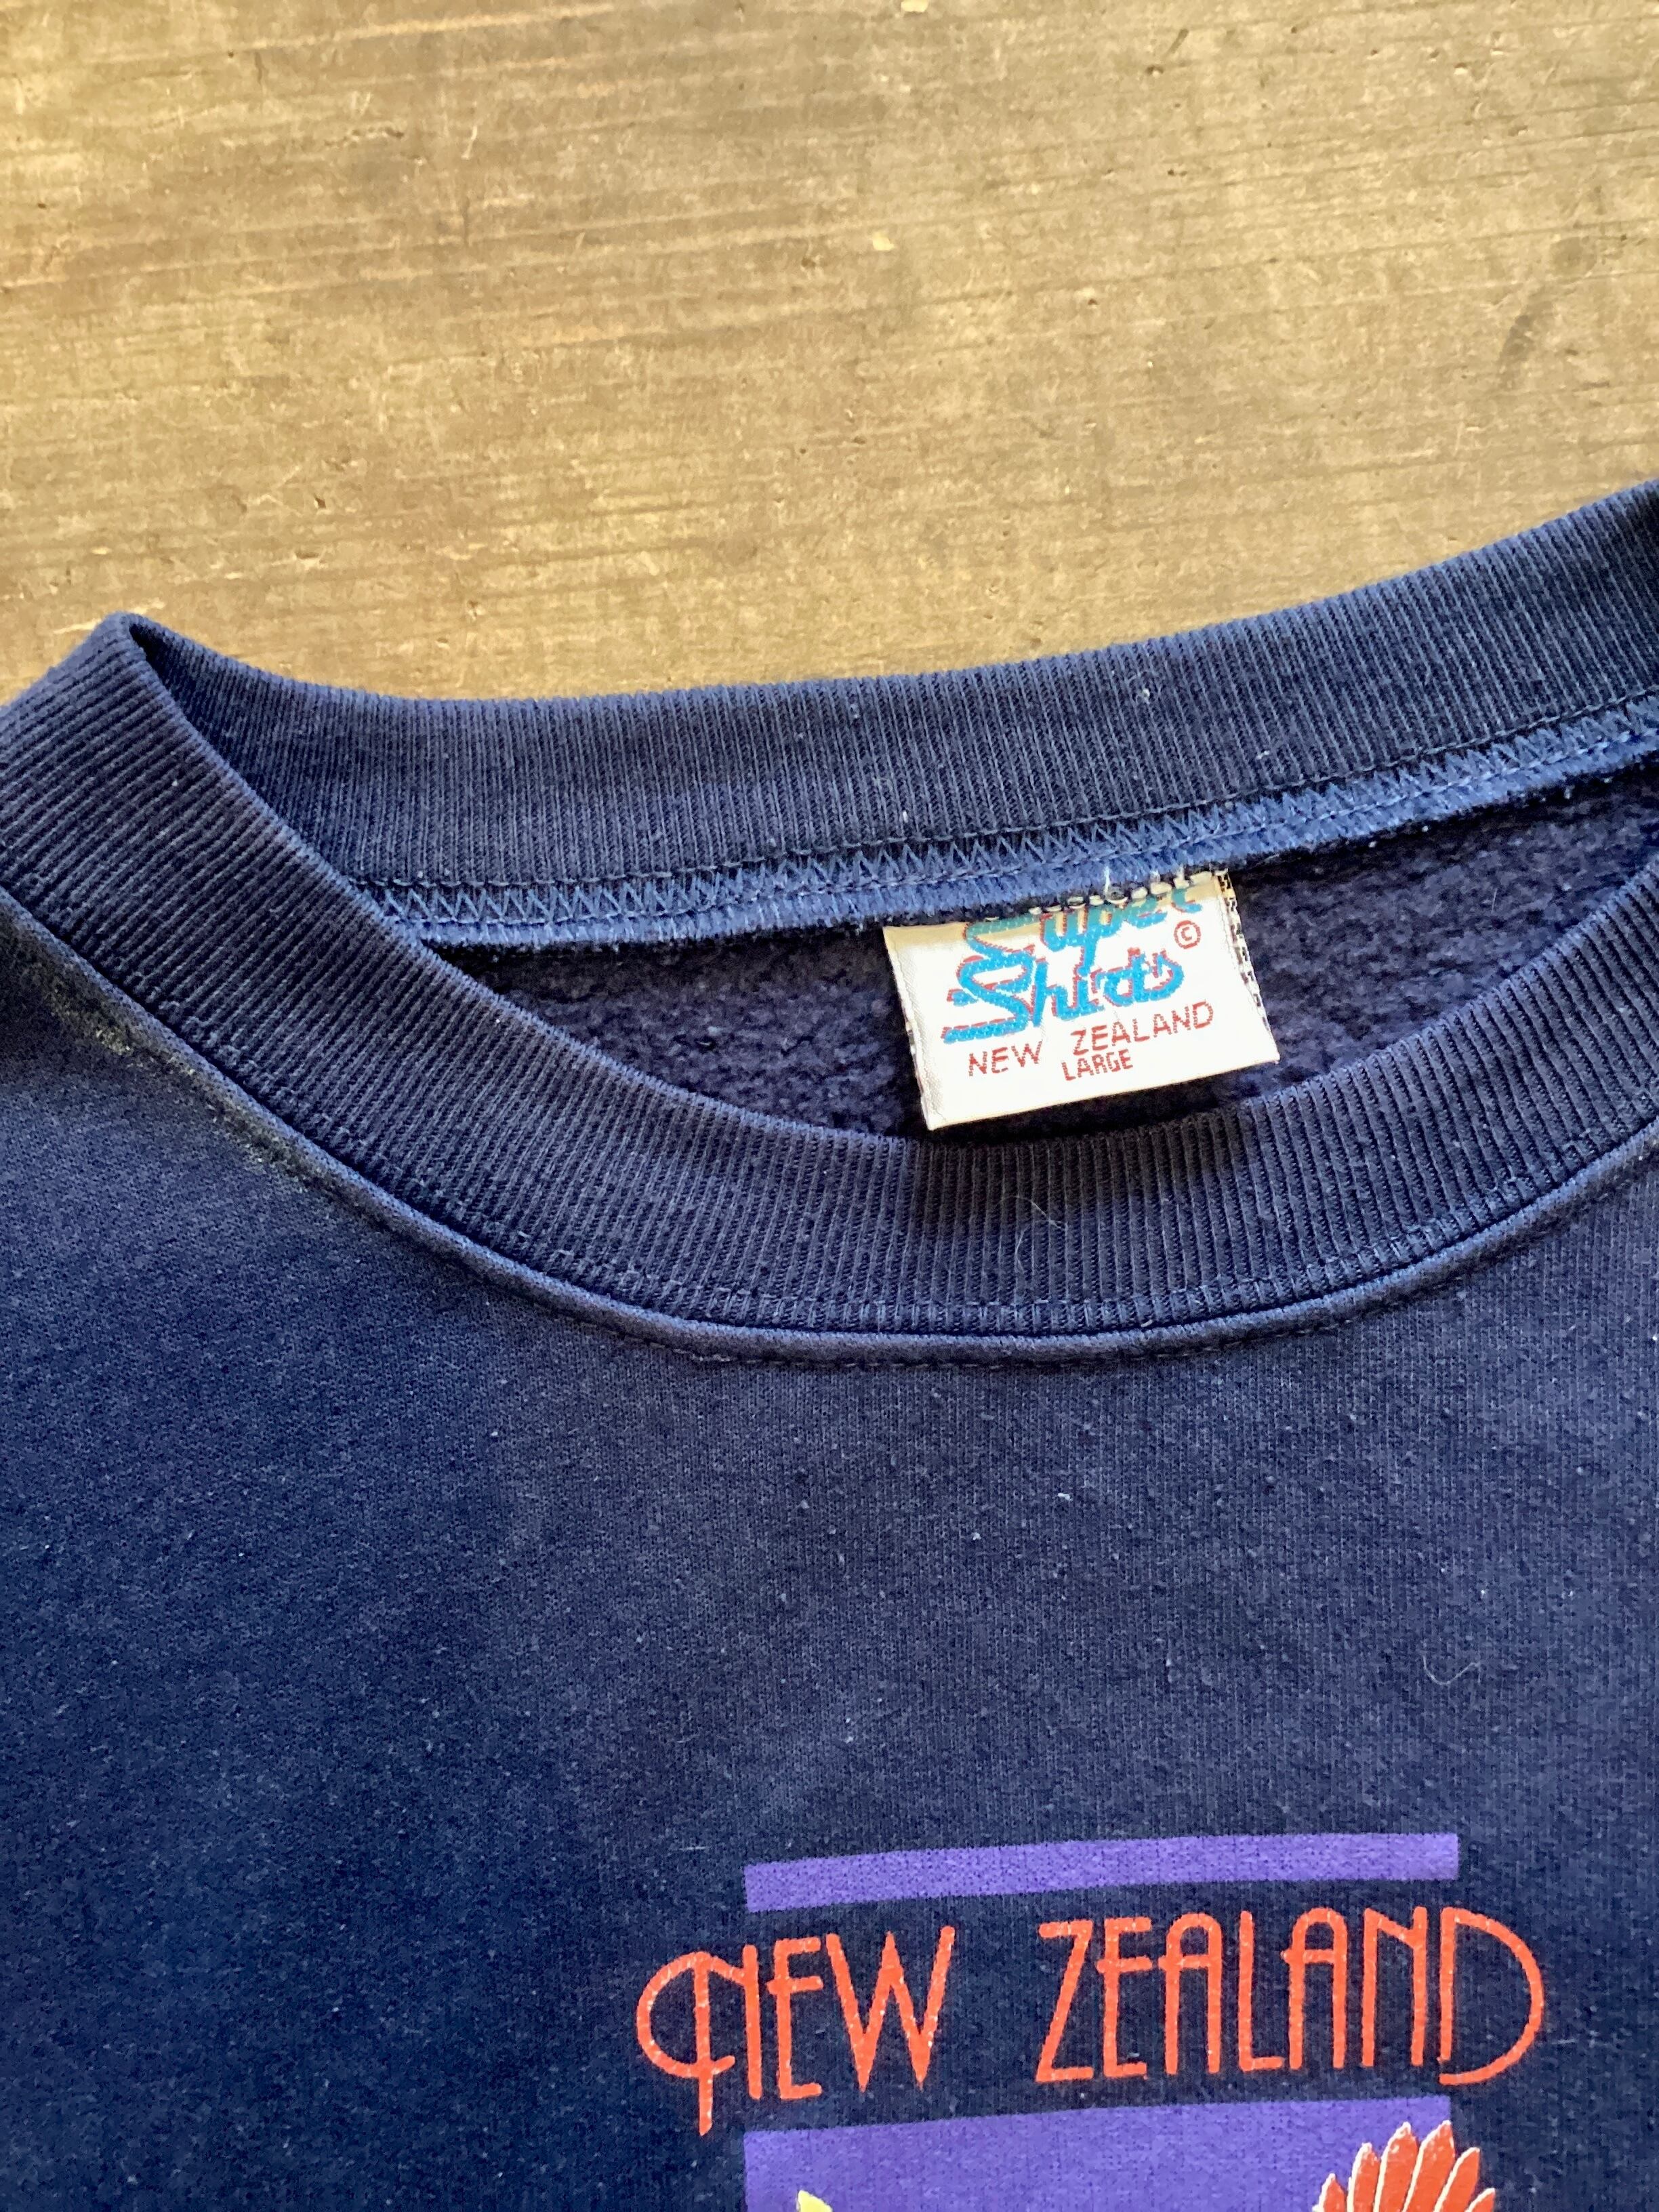 Super
Shirts ©
NEW ZEALAND
LARGE
NEW ZEALAND